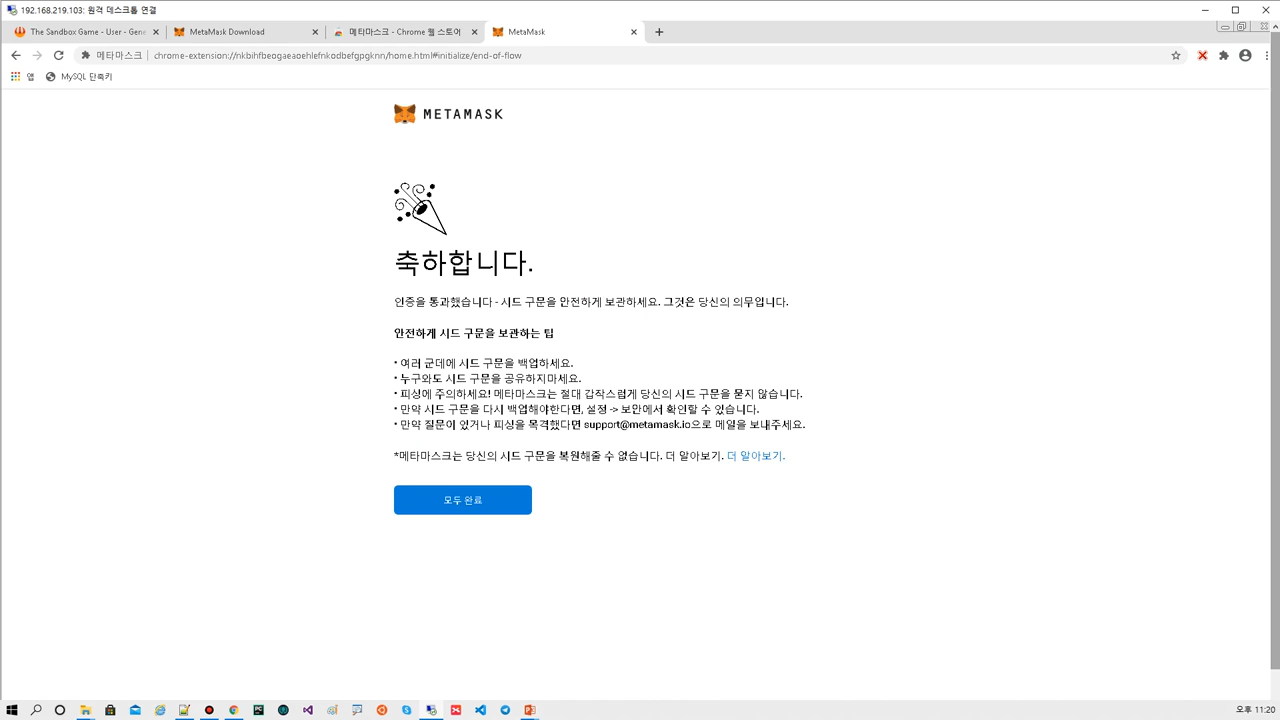 192.168.219.103: 원격 데스크톱 연결
The Sandbox Game - User - Gene
MetaMask Download
메타마스크 - Chrome 웹 스토어
MetaMask
메타마스크 | chrome-extension://nkbihfbeogaeaoehlefnkodbefgpgknn/home.html#initialize/end-of-flow
앱
MySQL 단축키
METAMASK
축하합니다.
인증을 통과했습니다 - 시드 구문을 안전하게 보관하세요. 그것은 당신의 의무입니다.
안전하게 시드 구문을 보관하는 팁
• 여러 군데에 시드 구문을 백업하세요.
• 누구와도 시드 구문을 공유하지마세요.
• 피싱에 주의하세요! 메타마스크는 절대 갑작스럽게 당신의 시드 구문을 묻지 않습니다.
• 만약 시드 구문을 다시 백업해야한다면, 설정 -> 보안에서 확인할 수 있습니다.
• 만약 질문이 있거나 피싱을 목격했다면 support@metamask.io으로 메일을 보내주세요.
*메타마스크는 당신의 시드 구문을 복원해줄 수 없습니다. 더 알아보기. 더 알아보기.
모두 완료
오후 11:20